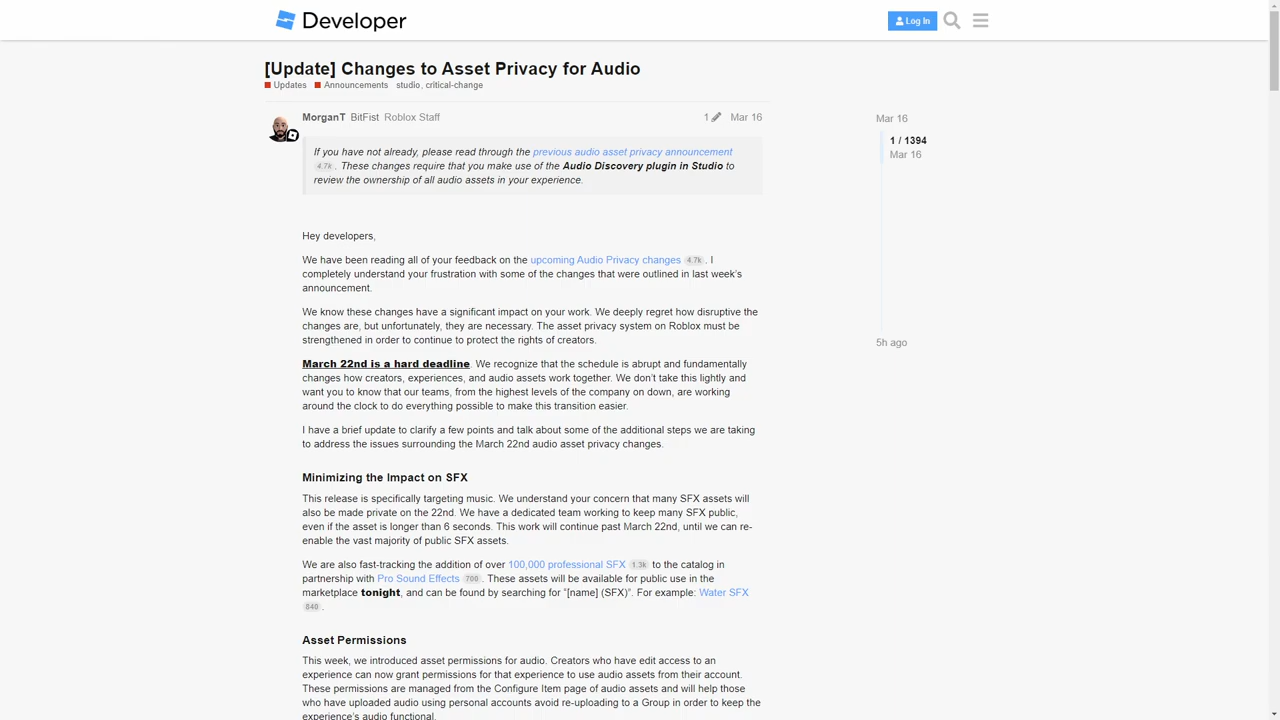 Developer
Log In
[Update] Changes to Asset Privacy for Audio
Updates Announcements studio, critical-change
MorganT BitFist Roblox Staff 1 Mar 16
If you have not already, please read through the previous audio asset privacy announcement
4.7k . These changes require that you make use of the Audio Discovery plugin in Studio to
review the ownership of all audio assets in your experience.
Mar 16
1 / 1394
Mar 16
5h ago
Hey developers,
We have been reading all of your feedback on the upcoming Audio Privacy changes 4.7k . I
completely understand your frustration with some of the changes that were outlined in last week's
announcement.
We know these changes have a significant impact on your work. We deeply regret how disruptive the
changes are, but unfortunately, they are necessary. The asset privacy system on Roblox must be
strengthened in order to continue to protect the rights of creators.
March 22nd is a hard deadline. We recognize that the schedule is abrupt and fundamentally
changes how creators, experiences, and audio assets work together. We don't take this lightly and
want you to know that our teams, from the highest levels of the company on down, are working
around the clock to do everything possible to make this transition easier.
I have a brief update to clarify a few points and talk about some of the additional steps we are taking
to address the issues surrounding the March 22nd audio asset privacy changes.
Minimizing the Impact on SFX
This release is specifically targeting music. We understand your concern that many SFX assets will
also be made private on the 22nd. We have a dedicated team working to keep many SFX public,
even if the asset is longer than 6 seconds. This work will continue past March 22nd, until we can re-
enable the vast majority of public SFX assets.
We are also fast-tracking the addition of over 100,000 professional SFX 1.3k to the catalog in
partnership with Pro Sound Effects 700 . These assets will be available for public use in the
marketplace tonight, and can be found by searching for "[name] (SFX)". For example: Water SFX
840 .
Asset Permissions
This week, we introduced asset permissions for audio. Creators who have edit access to an
experience can now grant permissions for that experience to use audio assets from their account.
These permissions are managed from the Configure Item page of audio assets and will help those
who have uploaded audio using personal accounts avoid re-uploading to a Group in order to keep the
experience's audio functional.